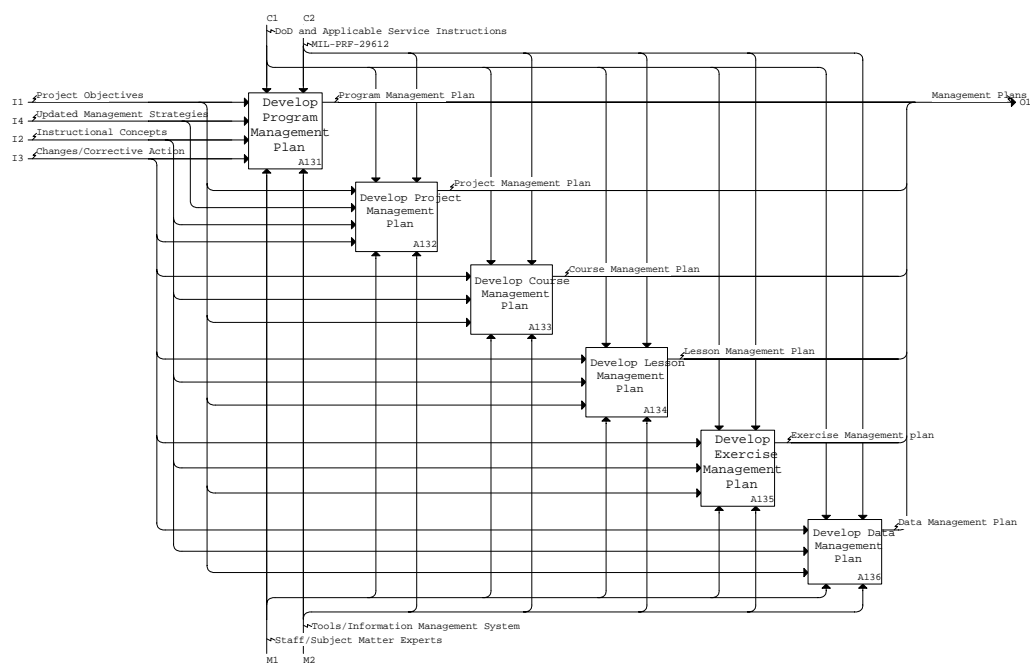 C1 C2
DoD and Applicable Service Instructions
MIL-PRF-29612
I1 Project Objectives
Program Management Plan
Management Plans
O1
I4 Updated Management Strategies
I2 Instructional Concepts
I3 Changes/Corrective Action
Develop
Program
Management
Plan
A131
Project Management Plan
Develop Project
Management
Plan
A132
Course Management Plan
Develop Course
Management
Plan
A133
Lesson Management Plan
Develop Lesson
Management
Plan
A134
Exercise Management plan
Develop
Exercise
Management
Plan
A135
Data Management Plan
Develop Data
Management
Plan
A136
Tools/Information Management System
Staff/Subject Matter Experts
M1 M2